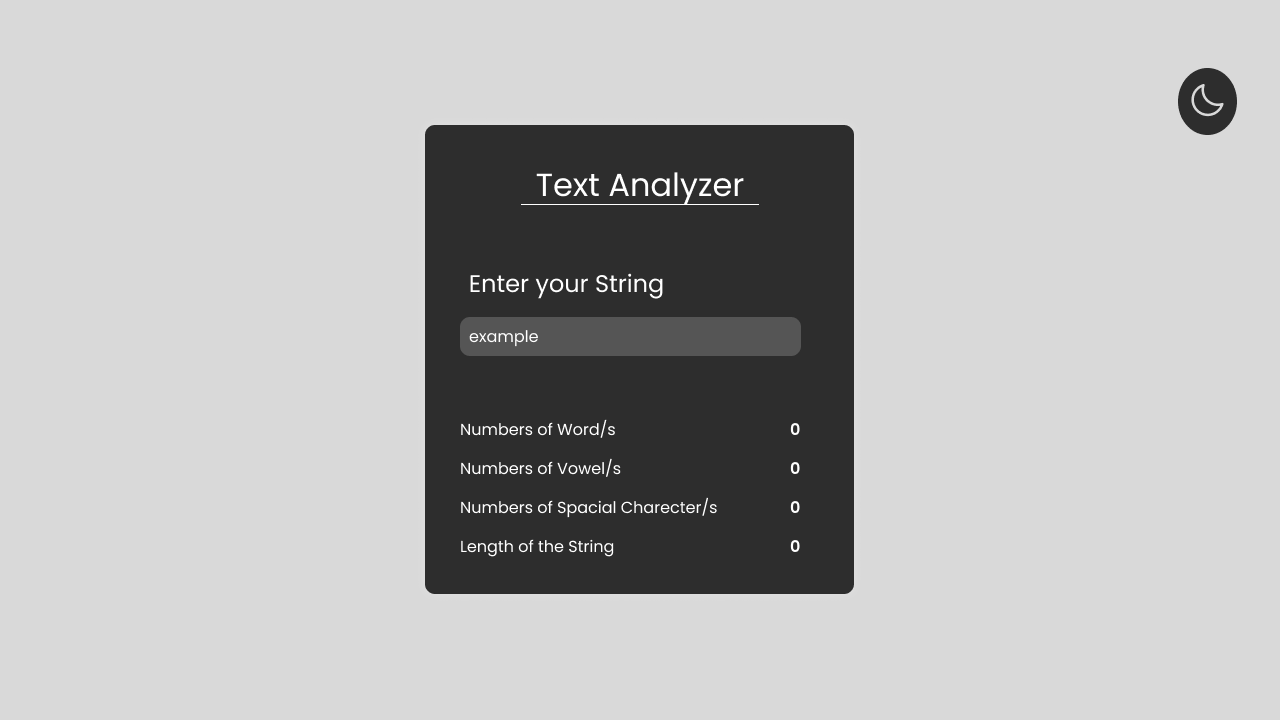 Text Analyzer
Enter your String
example
Numbers of Word/s 0
Numbers of Vowel/s 0
Numbers of Spacial Charecter/s 0
Length of the String 0